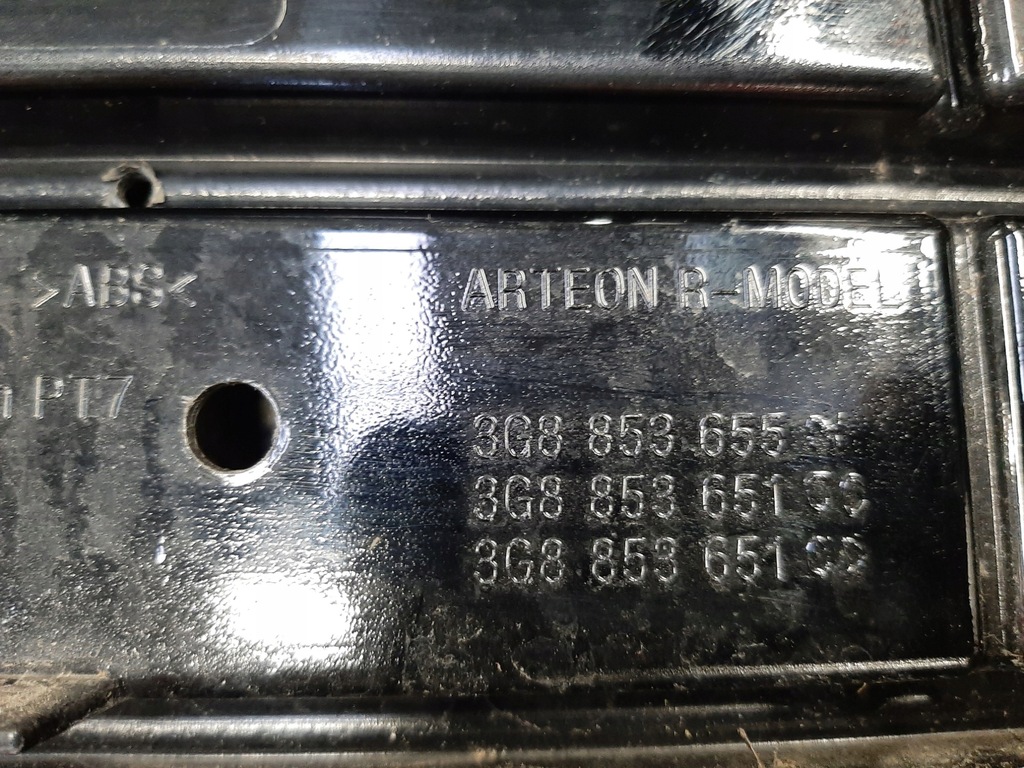 >ABS<
ARTEON R-MODEL
PT7
3G8 853 655
3G8 853 651
3G8 853 651